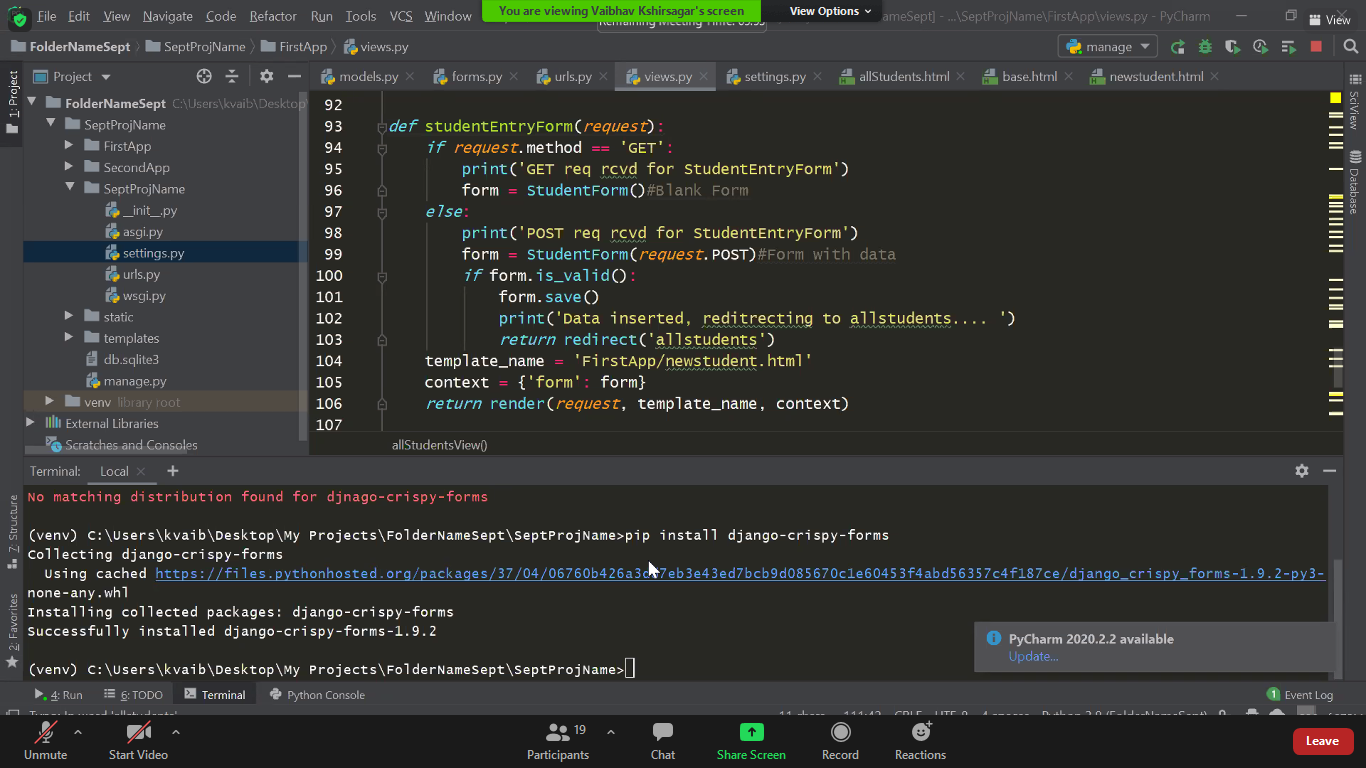 You are viewing Vaibhav Kshirsagar's screen
View Options
File Edit View Navigate Code Refactor Run Tools VCS Window
SeptProjName] - ...\SeptProjName\FirstApp\views.py - PyCharm
View
FolderNameSept SeptProjName FirstApp views.py
manage
Project
models.py forms.py urls.py views.py settings.py allStudents.html base.html newstudent.html
1: Project
SciView
Database
7: Structure
2: Favorites
FolderNameSept C:\Users\kvaib\Desktop
SeptProjName
FirstApp
SecondApp
SeptProjName
__init__.py
asgi.py
settings.py
urls.py
wsgi.py
static
templates
db.sqlite3
manage.py
venv library root
External Libraries
Scratches and Consoles
92
93 def studentEntryForm(request):
94 if request.method == 'GET':
95 print('GET req rcvd for StudentEntryForm')
96 form = StudentForm()#Blank Form
97 else:
98 print('POST req rcvd for StudentEntryForm')
99 form = StudentForm(request.POST)#Form with data
100 if form.is_valid():
101 form.save()
102 print('Data inserted, reditrecting to allstudents.... ')
103 return redirect('allstudents')
104 template_name = 'FirstApp/newstudent.html'
105 context = {'form': form}
106 return render(request, template_name, context)
107
allStudentsView()
Terminal: Local +
No matching distribution found for djnago-crispy-forms
(venv) C:\Users\kvaib\Desktop\My Projects\FolderNameSept\SeptProjName>pip install django-crispy-forms
Collecting django-crispy-forms
Using cached https://files.pythonhosted.org/packages/37/04/
none-any.whl
Installing collected packages: django-crispy-forms
Successfully installed django-crispy-forms-1.9.2
(venv) C:\Users\kvaib\Desktop\My Projects\FolderNameSept\SeptProjName>
PyCharm 2020.2.2 available
Update...
4: Run 6: TODO Terminal Python Console
1 Event Log
Unmute Start Video Participants 19 Chat Share Screen Record Reactions Leave